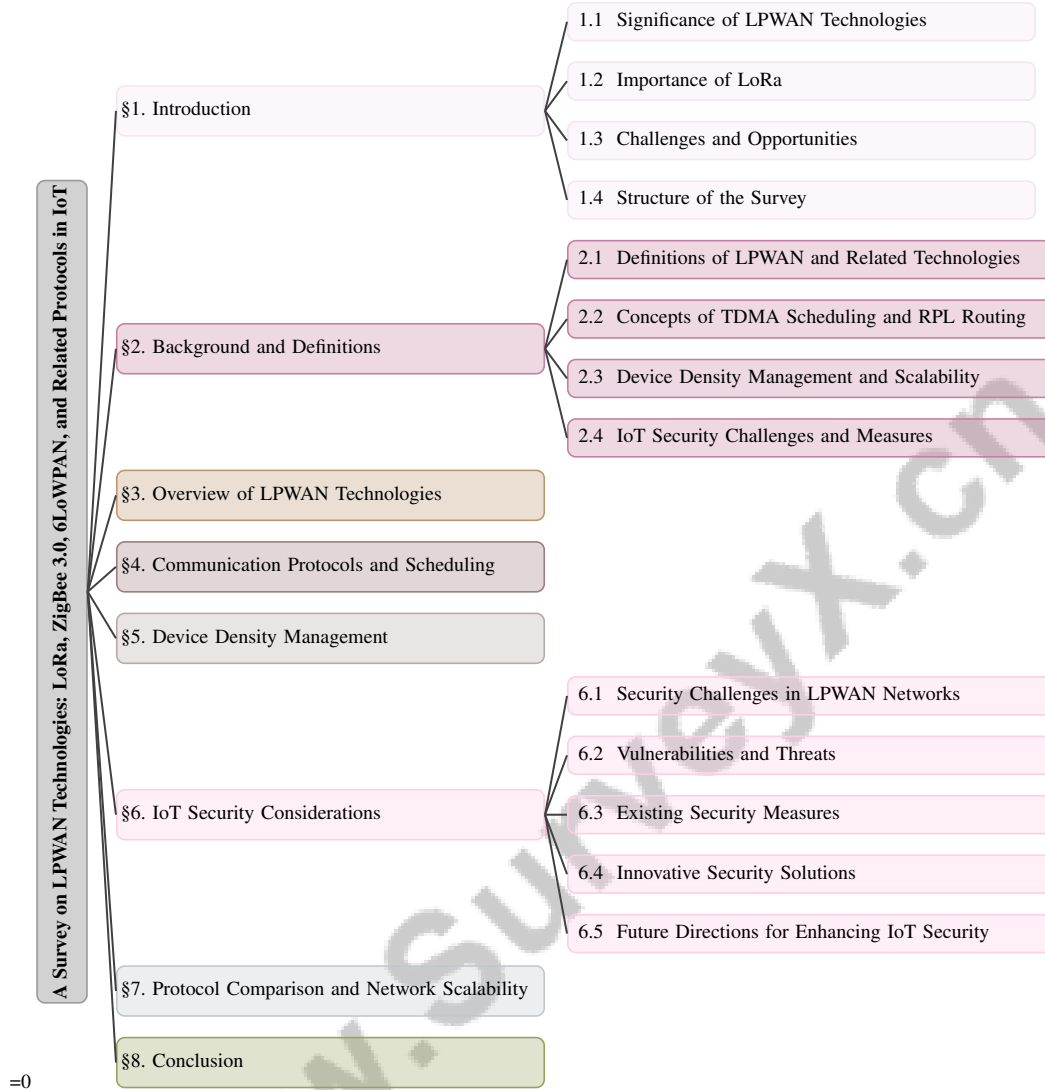 A Survey on LPWAN Technologies: LoRa, ZigBee 3.0, 6LoWPAN, and Related Protocols in IoT
§1. Introduction
1.1 Significance of LPWAN Technologies
1.2 Importance of LoRa
1.3 Challenges and Opportunities
1.4 Structure of the Survey
§2. Background and Definitions
2.1 Definitions of LPWAN and Related Technologies
2.2 Concepts of TDMA Scheduling and RPL Routing
2.3 Device Density Management and Scalability
2.4 IoT Security Challenges and Measures
§3. Overview of LPWAN Technologies
§4. Communication Protocols and Scheduling
§5. Device Density Management
§6. IoT Security Considerations
6.1 Security Challenges in LPWAN Networks
6.2 Vulnerabilities and Threats
6.3 Existing Security Measures
6.4 Innovative Security Solutions
6.5 Future Directions for Enhancing IoT Security
§7. Protocol Comparison and Network Scalability
§8. Conclusion
=0
w.Surveyx.cn